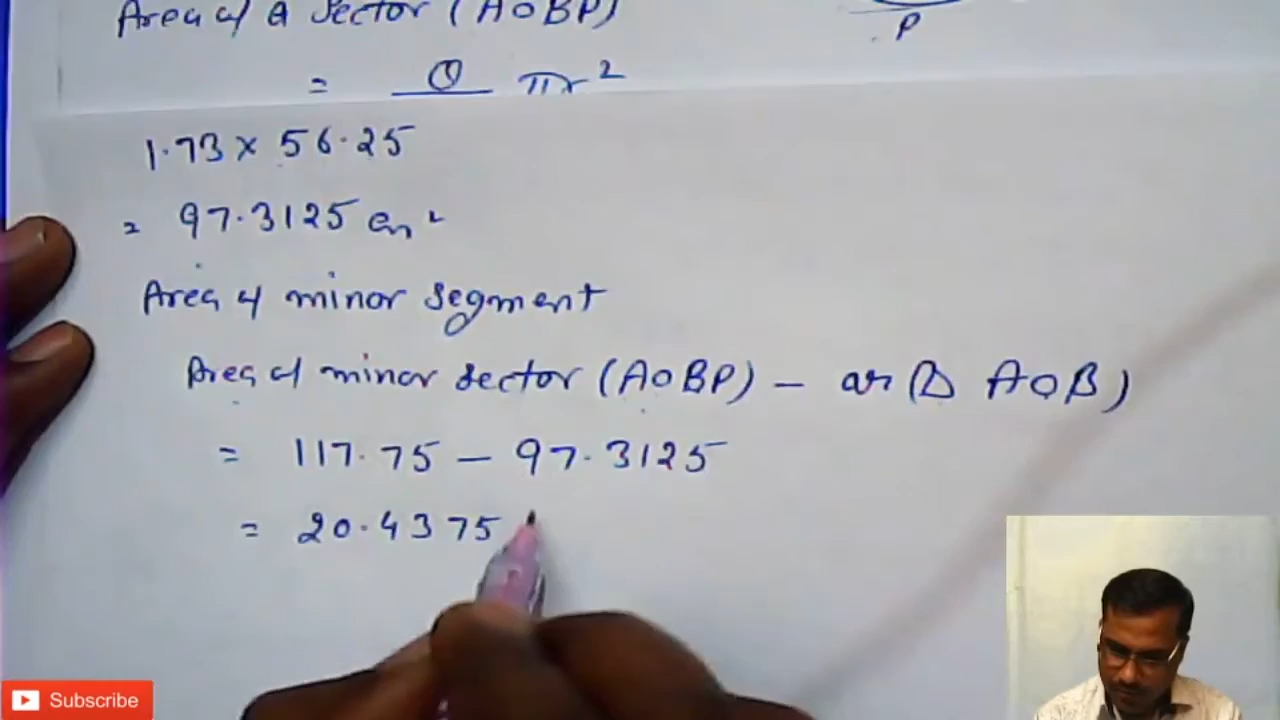 Area of a Sector (AOBP)
P
= θ πr²
1.73 × 56.25
= 97.3125 cm²
Area of minor segment
Area of minor sector (AOBP) - ar (Δ AOB)
= 117.75 - 97.3125
= 20.4375
Subscribe